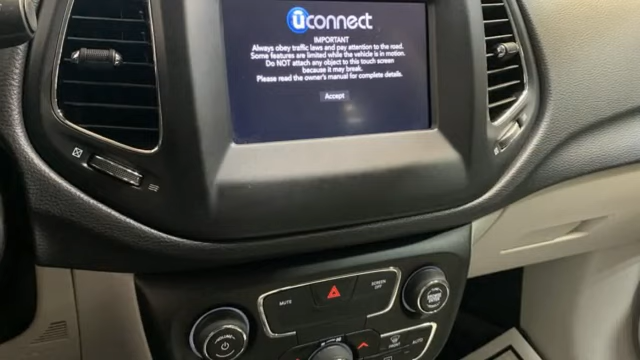 uconnect
IMPORTANT
Always obey traffic laws and pay attention to the road.
Some features are limited while the vehicle is in motion.
Do NOT attach any object to this touch screen
because it may break.
Please read the owner's manual for complete details.
Accept
MUTE
SCREEN
OFF
FRONT
AUTO